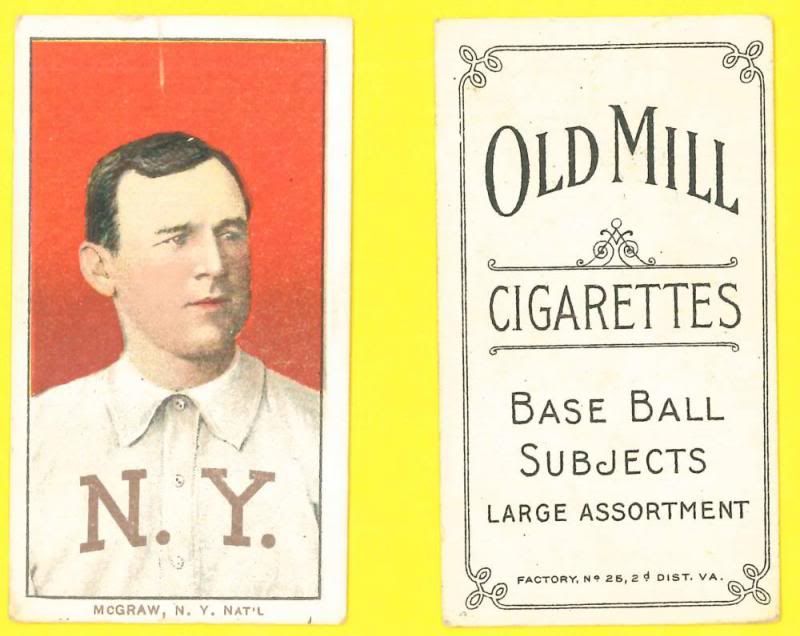 N. Y.
McGRAW, N. Y. NAT'L
OLD MILL
CIGARETTES
BASE BALL
SUBJECTS
LARGE ASSORTMENT
FACTORY, Nº 25, 2d DIST. VA.